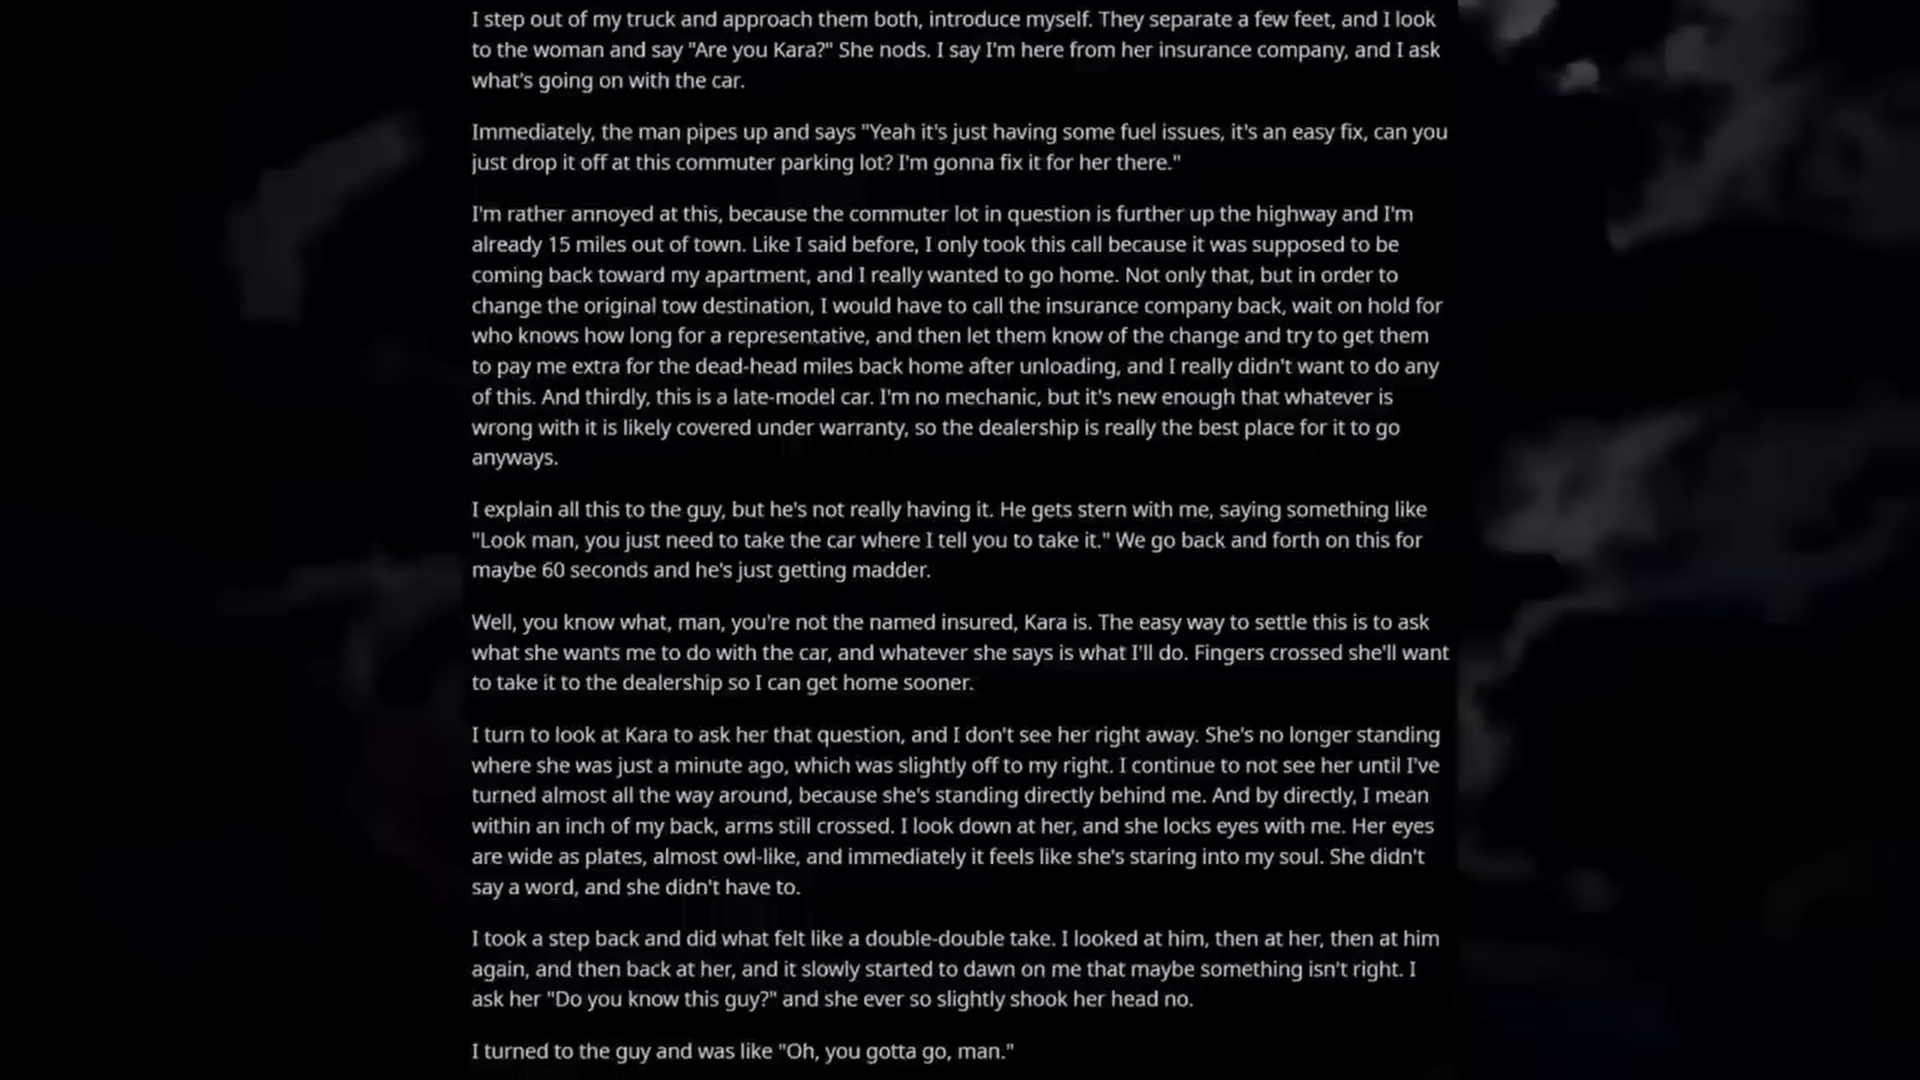 I step out of my truck and approach them both, introduce myself. They separate a few feet, and I look
to the woman and say "Are you Kara?" She nods. I say I'm here from her insurance company, and I ask
what's going on with the car.
Immediately, the man pipes up and says "Yeah it's just having some fuel issues, it's an easy fix, can you
just drop it off at this commuter parking lot? I'm gonna fix it for her there."
I'm rather annoyed at this, because the commuter lot in question is further up the highway and I'm
already 15 miles out of town. Like I said before, I only took this call because it was supposed to be
coming back toward my apartment, and I really wanted to go home. Not only that, but in order to
change the original tow destination, I would have to call the insurance company back, wait on hold for
who knows how long for a representative, and then let them know of the change and try to get them
to pay me extra for the dead-head miles back home after unloading, and I really didn't want to do any
of this. And thirdly, this is a late-model car. I'm no mechanic, but it's new enough that whatever is
wrong with it is likely covered under warranty, so the dealership is really the best place for it to go
anyways.
I explain all this to the guy, but he's not really having it. He gets stern with me, saying something like
"Look man, you just need to take the car where I tell you to take it." We go back and forth on this for
maybe 60 seconds and he's just getting madder.
Well, you know what, man, you're not the named insured, Kara is. The easy way to settle this is to ask
what she wants me to do with the car, and whatever she says is what I'll do. Fingers crossed she'll want
to take it to the dealership so I can get home sooner.
I turn to look at Kara to ask her that question, and I don't see her right away. She's no longer standing
where she was just a minute ago, which was slightly off to my right. I continue to not see her until I've
turned almost all the way around, because she's standing directly behind me. And by directly, I mean
within an inch of my back, arms still crossed. I look down at her, and she locks eyes with me. Her eyes
are wide as plates, almost owl-like, and immediately it feels like she's staring into my soul. She didn't
say a word, and she didn't have to.
I took a step back and did what felt like a double-double take. I looked at him, then at her, then at him
again, and then back at her, and it slowly started to dawn on me that maybe something isn't right. I
ask her "Do you know this guy?" and she ever so slightly shook her head no.
I turned to the guy and was like "Oh, you gotta go, man."